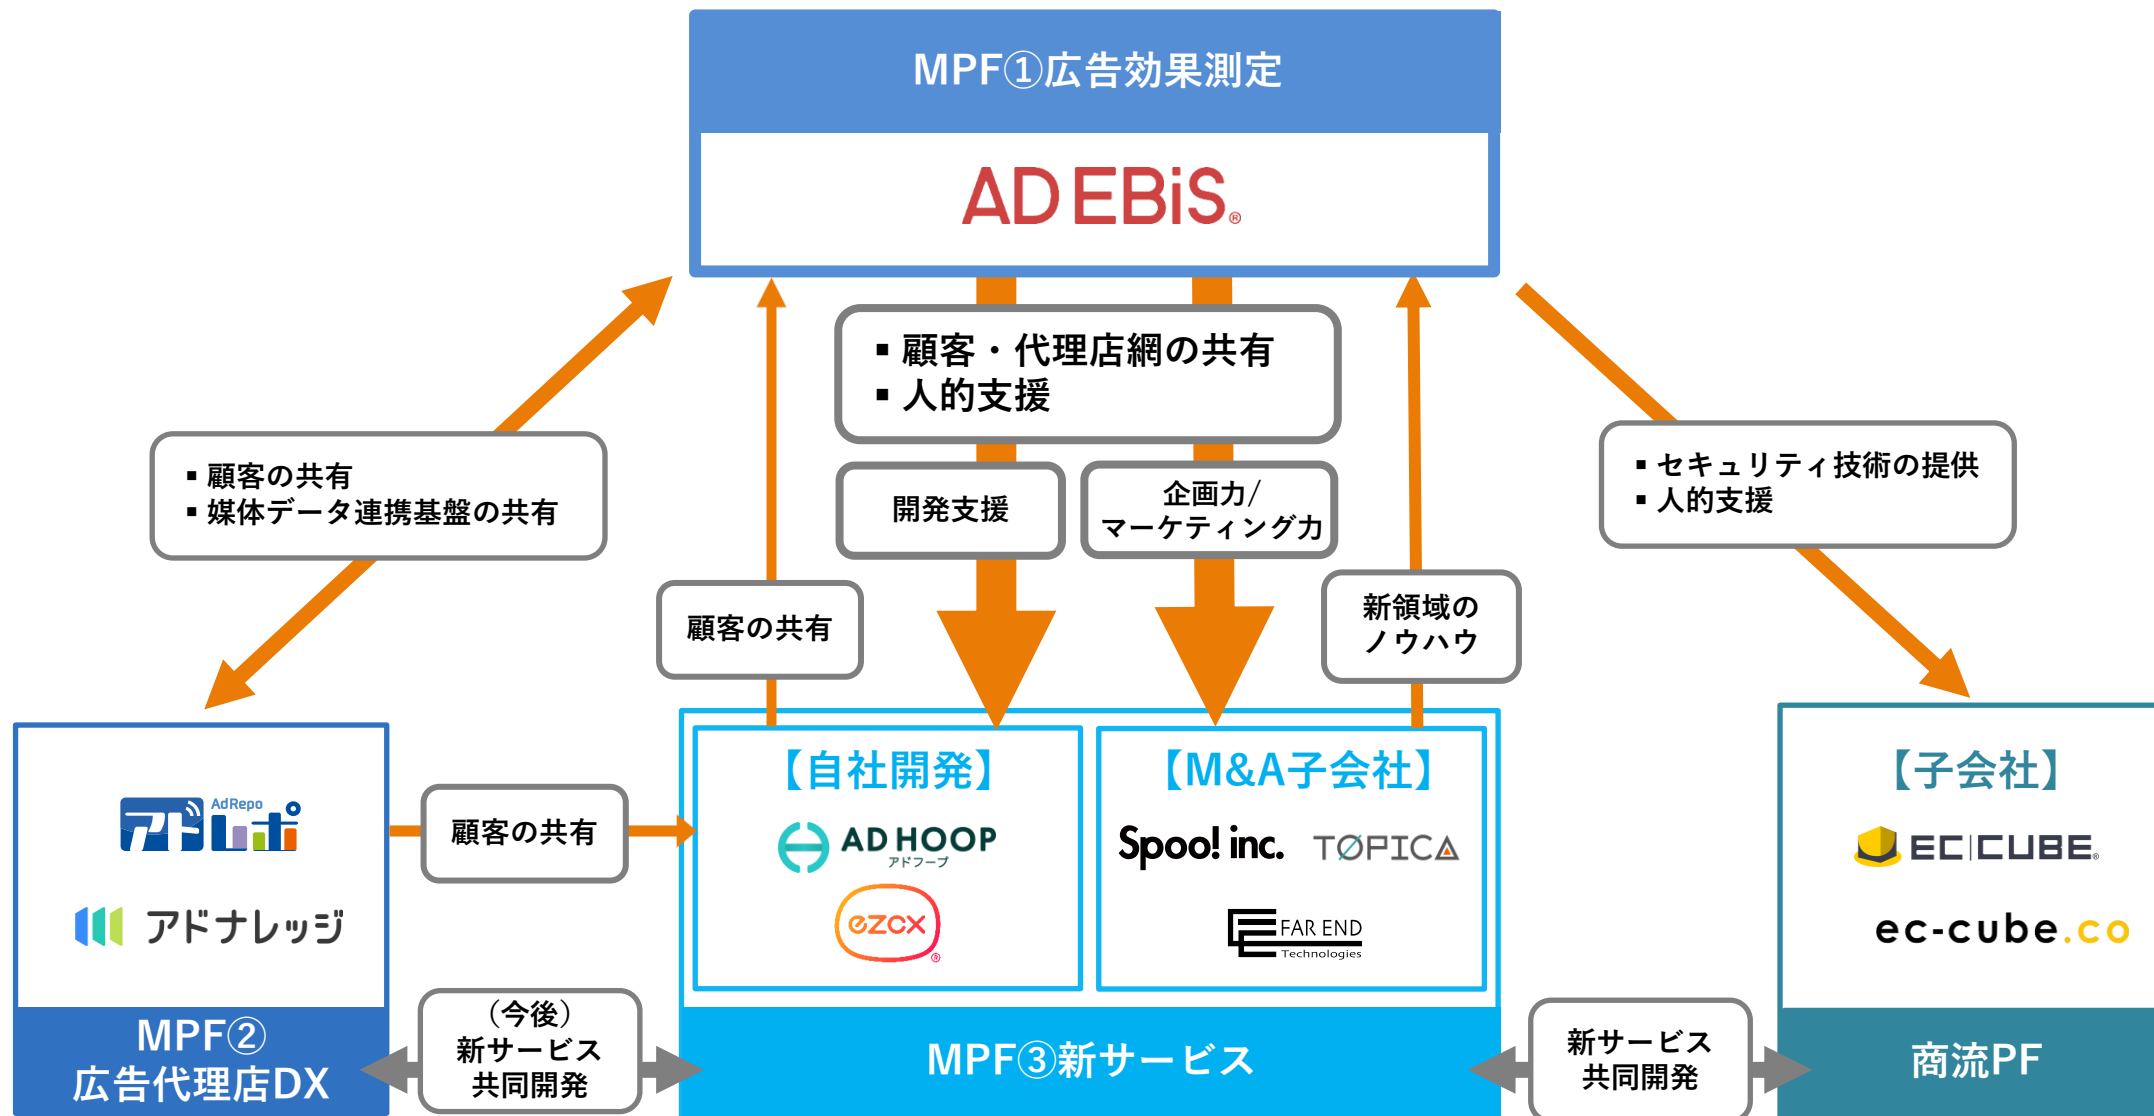 MPF①広告効果測定
AD EBiS®
▪ 顧客・代理店網の共有
▪ 人的支援
▪ 顧客の共有
▪ 媒体データ連携基盤の共有
開発支援
企画力/
マーケティング力
▪ セキュリティ技術の提供
▪ 人的支援
顧客の共有
新領域の
ノウハウ
アドレポ AdRepo
アドナレッジ
MPF②
広告代理店DX
顧客の共有
(今後)
新サービス
共同開発
【自社開発】
AD HOOP
アドフープ
ezcx®
【M&A子会社】
Spoo! inc.
TOPICA
FAR END
Technologies
MPF③新サービス
新サービス
共同開発
【子会社】
EC CUBE®
ec-cube.co
商流PF